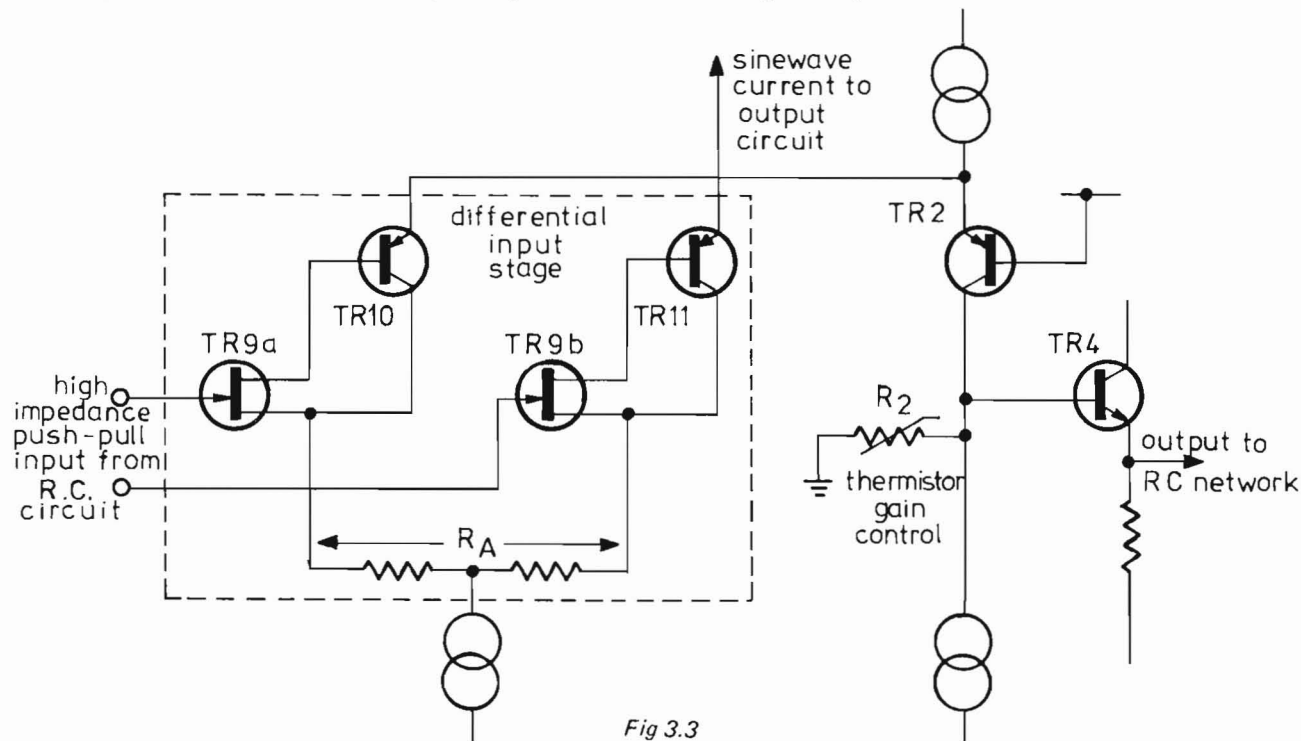 sinewave
current to
output
circuit
differential
input
stage
TR2
TR10
TR11
TR9a
TR9b
TR4
high
impedance
push-pull
input from
R.C.
circuit
R2
thermistor
gain
control
output to
RC network
RA
Fig 3.3